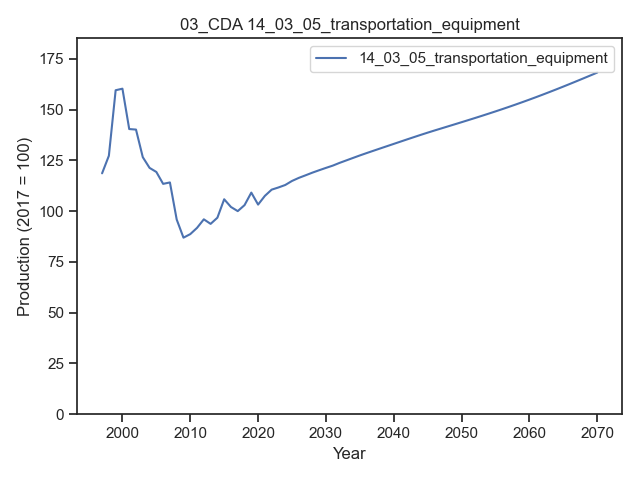 03_CDA 14_03_05_transportation_equipment
14_03_05_transportation_equipment
175
150
125
100
75
50
25
0
Production (2017 = 100)
2000 2010 2020 2030 2040 2050 2060 2070
Year